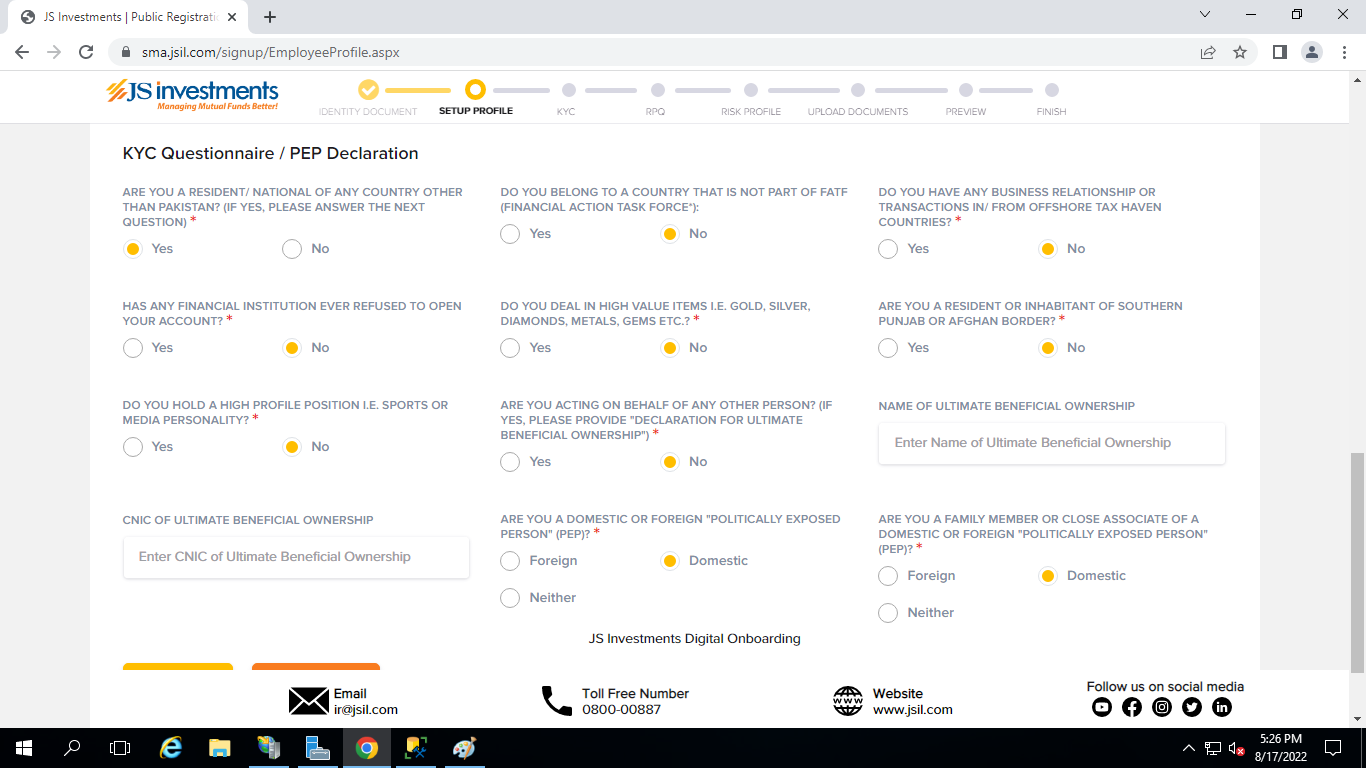 JS Investments | Public Registrati
sma.jsil.com/signup/EmployeeProfile.aspx
JS investments
Managing Mutual Funds Better!
IDENTITY DOCUMENT
SETUP PROFILE
KYC
RPQ
RISK PROFILE
UPLOAD DOCUMENTS
PREVIEW
FINISH
KYC Questionnaire / PEP Declaration
ARE YOU A RESIDENT/ NATIONAL OF ANY COUNTRY OTHER
THAN PAKISTAN? (IF YES, PLEASE ANSWER THE NEXT
QUESTION) *
Yes No
DO YOU BELONG TO A COUNTRY THAT IS NOT PART OF FATF
(FINANCIAL ACTION TASK FORCE*):
Yes No
DO YOU HAVE ANY BUSINESS RELATIONSHIP OR
TRANSACTIONS IN/ FROM OFFSHORE TAX HAVEN
COUNTRIES? *
Yes No
HAS ANY FINANCIAL INSTITUTION EVER REFUSED TO OPEN
YOUR ACCOUNT? *
Yes No
DO YOU DEAL IN HIGH VALUE ITEMS I.E. GOLD, SILVER,
DIAMONDS, METALS, GEMS ETC.? *
Yes No
ARE YOU A RESIDENT OR INHABITANT OF SOUTHERN
PUNJAB OR AFGHAN BORDER? *
Yes No
DO YOU HOLD A HIGH PROFILE POSITION I.E. SPORTS OR
MEDIA PERSONALITY? *
Yes No
ARE YOU ACTING ON BEHALF OF ANY OTHER PERSON? (IF
YES, PLEASE PROVIDE "DECLARATION FOR ULTIMATE
BENEFICIAL OWNERSHIP") *
Yes No
NAME OF ULTIMATE BENEFICIAL OWNERSHIP
Enter Name of Ultimate Beneficial Ownership
CNIC OF ULTIMATE BENEFICIAL OWNERSHIP
Enter CNIC of Ultimate Beneficial Ownership
ARE YOU A DOMESTIC OR FOREIGN "POLITICALLY EXPOSED
PERSON" (PEP)? *
Foreign Domestic
Neither
ARE YOU A FAMILY MEMBER OR CLOSE ASSOCIATE OF A
DOMESTIC OR FOREIGN "POLITICALLY EXPOSED PERSON"
(PEP)? *
Foreign Domestic
Neither
JS Investments Digital Onboarding
Email
ir@jsil.com
Toll Free Number
0800-00887
WWW
Website
www.jsil.com
Follow us on social media
5:26 PM
8/17/2022